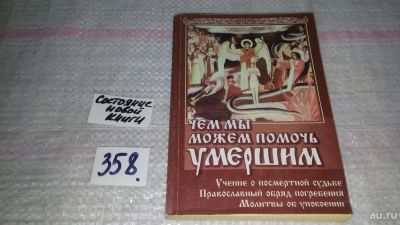 Состояние
новой
книги
358.
ЧЕМ МЫ
МОЖЕМ ПОМОЧЬ
УМЕРШИМ
Учение о посмертной судьбе
Православный обряд погребения
Молитвы об упокоении
au.ru